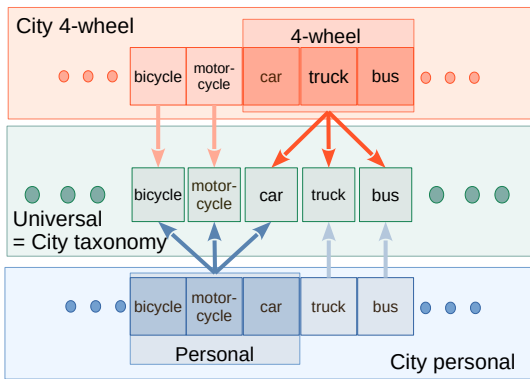 City 4-wheel
4-wheel
bicycle
motor-
cycle
car
truck
bus
bicycle
motor-
cycle
car
truck
bus
Universal
= City taxonomy
bicycle
motor-
cycle
car
truck
bus
Personal
City personal